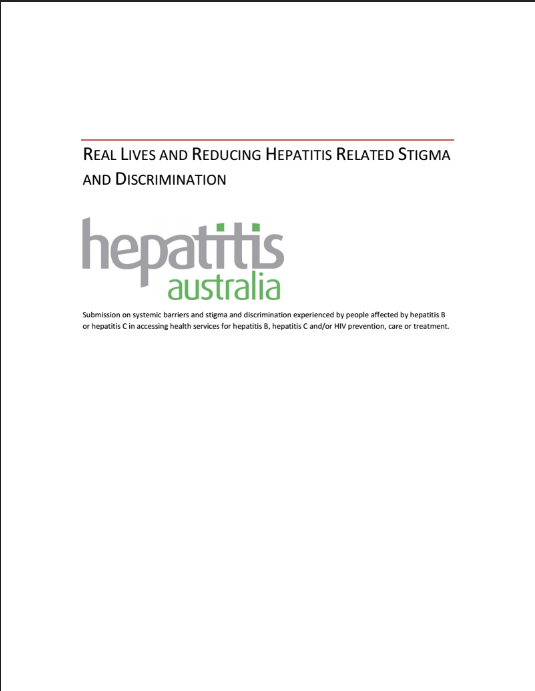 REAL LIVES AND REDUCING HEPATITIS RELATED STIGMA
AND DISCRIMINATION
hepatitis
australia
Submission on systemic barriers and stigma and discrimination experienced by people affected by hepatitis B
or hepatitis C in accessing health services for hepatitis B, hepatitis C and/or HIV prevention, care or treatment.